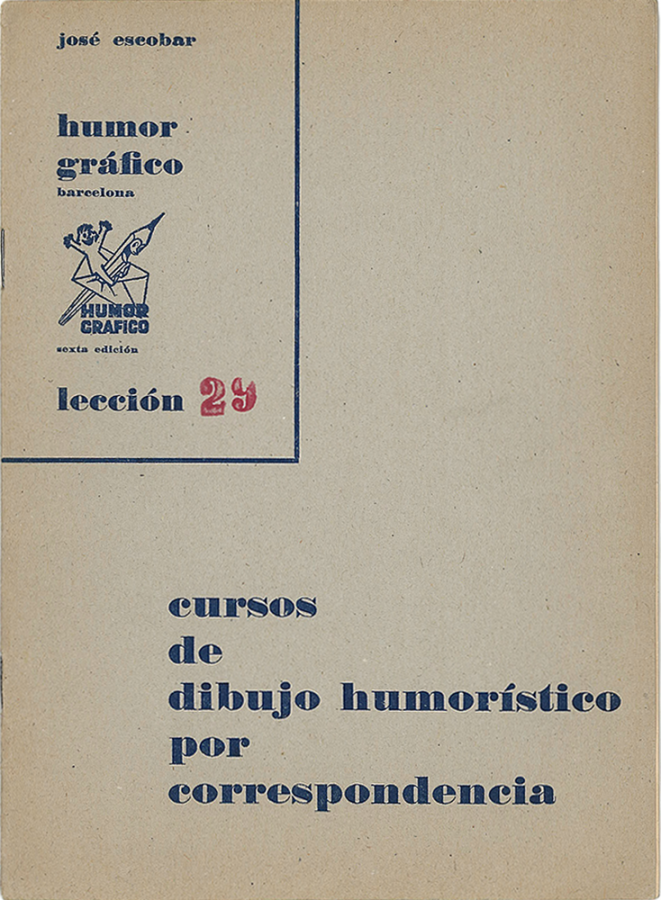 josé escobar
humor
gráfico
barcelona
HUMOR
GRAFICO
sexta edición
lección 29
cursos
de
dibujo humorístico
por
correspondencia